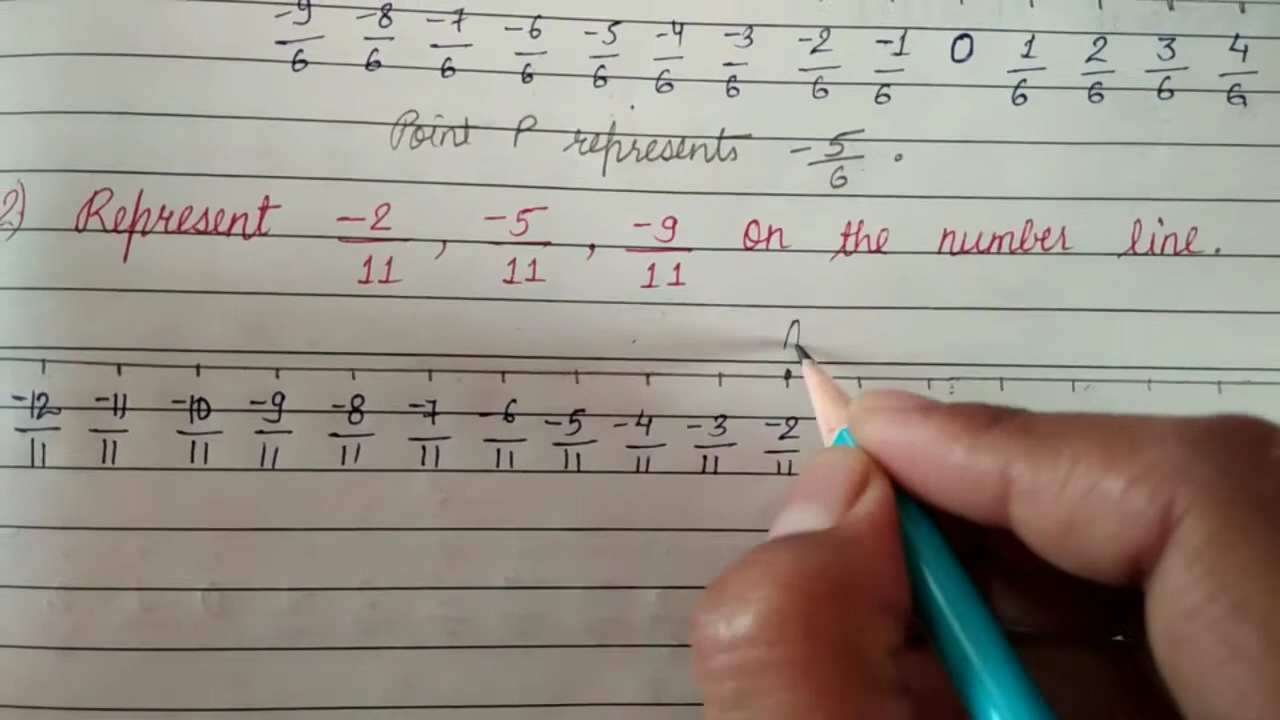 -9/6 -8/6 -7/6 -6/6 -5/6 -4/6 -3/6 -2/6 -1/6 0 1/6 2/6 3/6 4/6
Point P represents -5/6.
2) Represent -2/11, -5/11, -9/11 on the number line.
-12/11 -11/11 -10/11 -9/11 -8/11 -7/11 -6/11 -5/11 -4/11 -3/11 -2/11